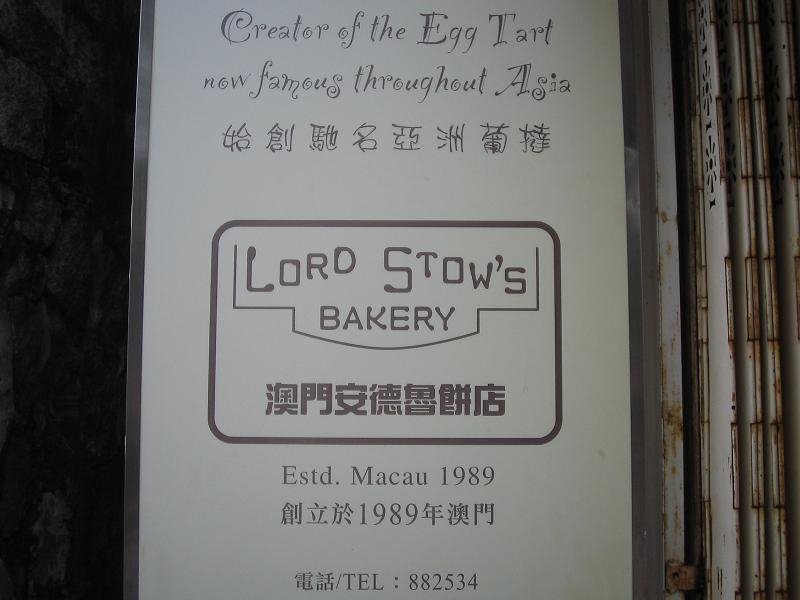 Creator of the Egg Tart
now famous throughout Asia
始創馳名亞洲葡撻
LORD STOW'S
BAKERY
澳門安德魯餅店
Estd. Macau 1989
創立於1989年澳門
電話/TEL：882534